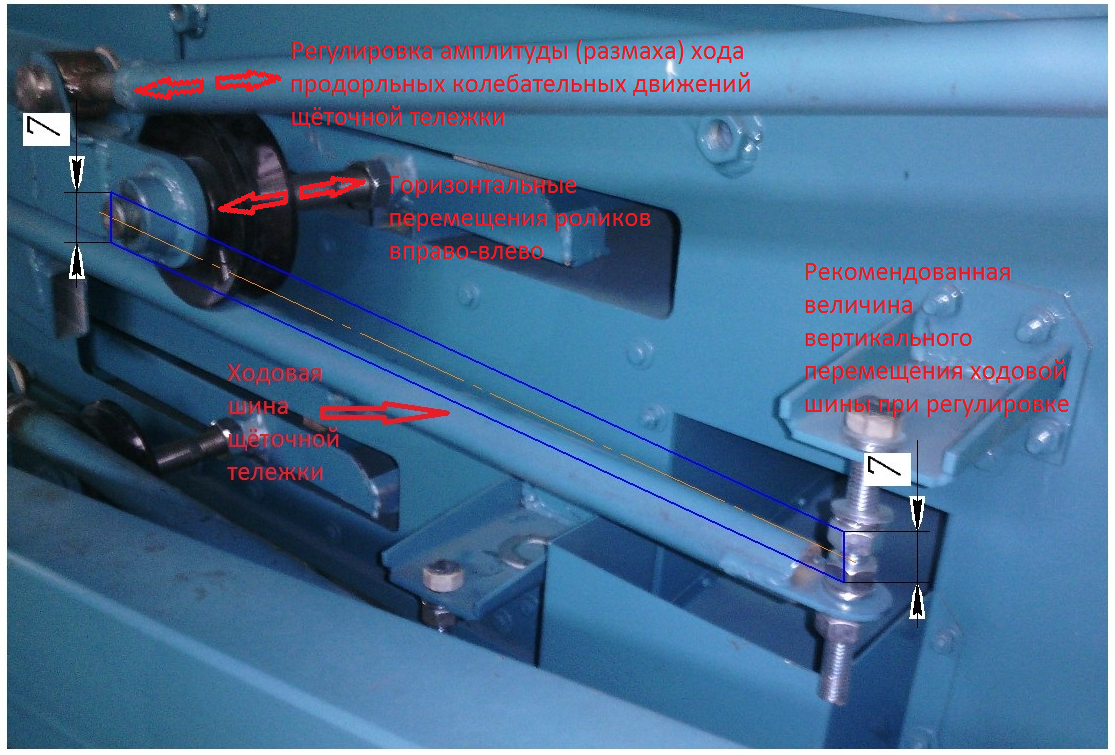 Регулировка амплитуды (размаха) хода
продорльных колебательных движений
щёточной тележки
7
Горизонтальные
перемещения роликов
вправо-влево
Рекомендованная
величина
вертикального
перемещения ходовой
шины при регулировке
Ходовая
шина
щёточной
тележки
7